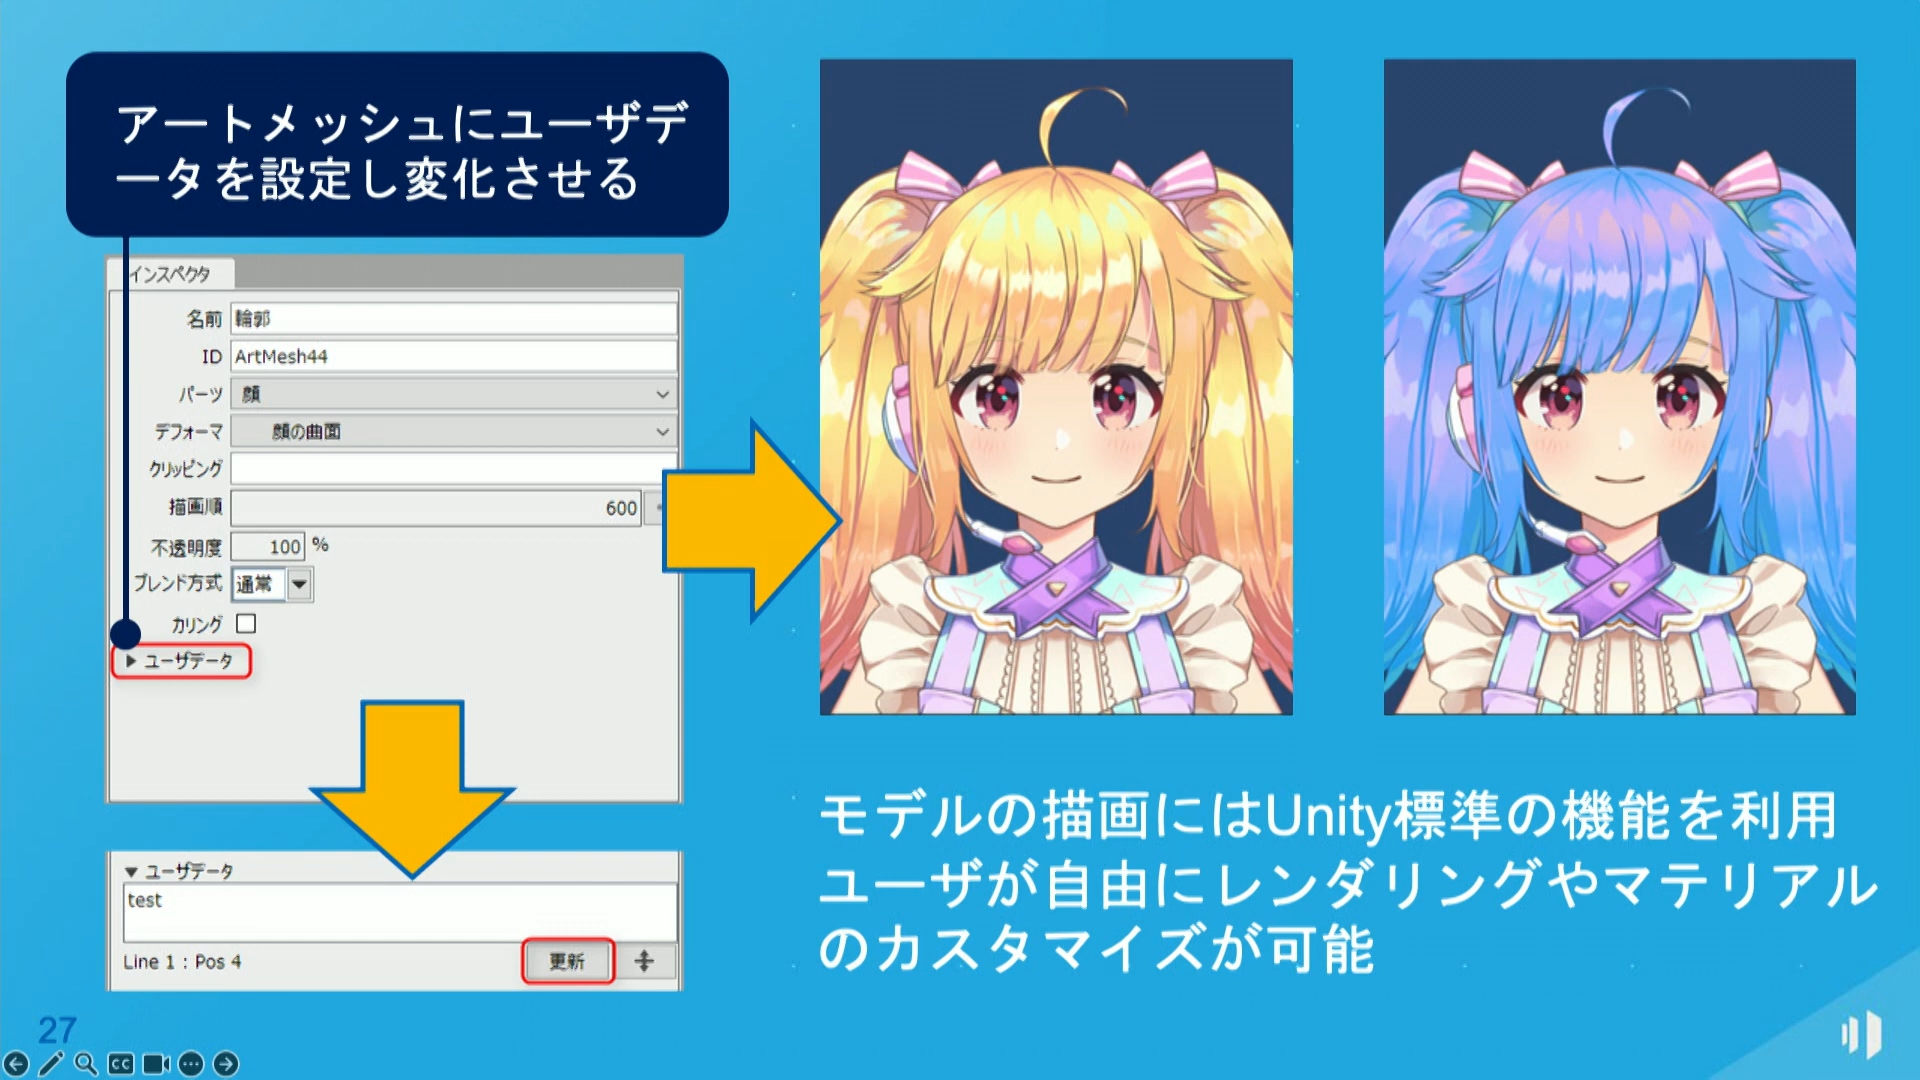 アートメッシュにユーザデ
ータを設定し変化させる
インスペクタ
名前 輪郭
ID ArtMesh44
パーツ 顔
デフォーマ 顔の曲面
クリッピング
描画順 600
不透明度 100 %
ブレンド方式 通常
カリング
ユーザデータ
ユーザデータ
test
Line 1 : Pos 4
更新
モデルの描画にはUnity標準の機能を利用
ユーザが自由にレンダリングやマテリアル
のカスタマイズが可能
27
CC